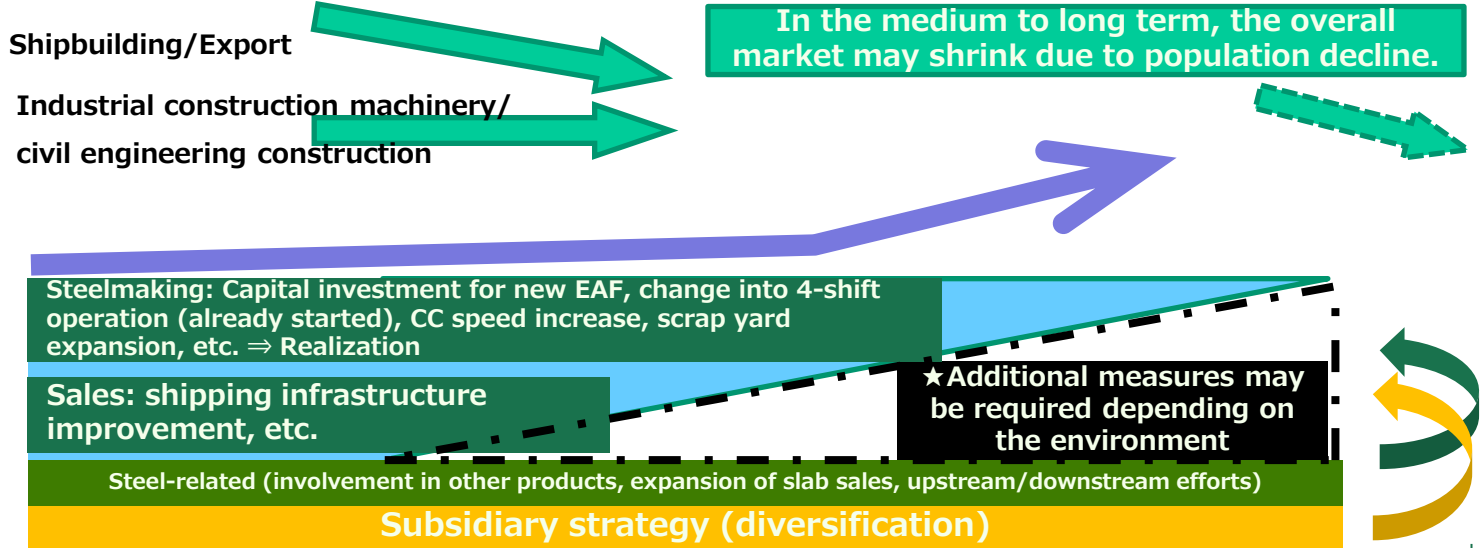 Shipbuilding/Export
In the medium to long term, the overall
market may shrink due to population decline.
Industrial construction machinery/
civil engineering construction
Steelmaking: Capital investment for new EAF, change into 4-shift
operation (already started), CC speed increase, scrap yard
expansion, etc. ⇒ Realization
Sales: shipping infrastructure
improvement, etc.
★Additional measures may
be required depending on
the environment
Steel-related (involvement in other products, expansion of slab sales, upstream/downstream efforts)
Subsidiary strategy (diversification)